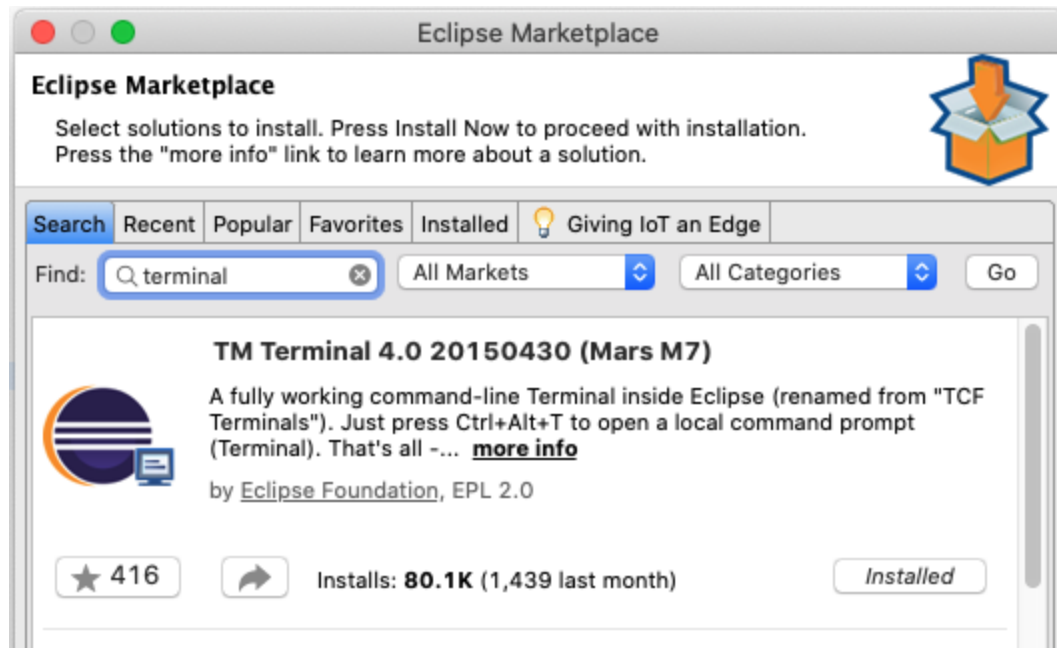 Eclipse Marketplace
Eclipse Marketplace
Select solutions to install. Press Install Now to proceed with installation.
Press the "more info" link to learn more about a solution.
Search Recent Popular Favorites Installed Giving IoT an Edge
Find: terminal All Markets All Categories Go
TM Terminal 4.0 20150430 (Mars M7)
A fully working command-line Terminal inside Eclipse (renamed from "TCF
Terminals"). Just press Ctrl+Alt+T to open a local command prompt
(Terminal). That's all -... more info
by Eclipse Foundation, EPL 2.0
416 Installs: 80.1K (1,439 last month) Installed